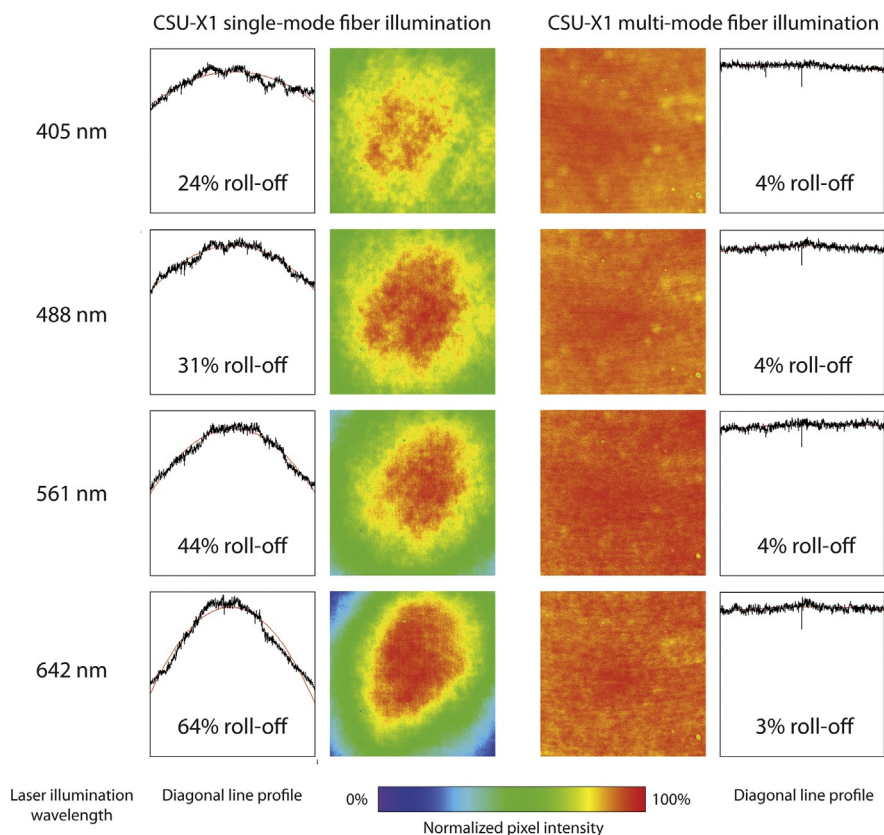 CSU-X1 single-mode fiber illumination
CSU-X1 multi-mode fiber illumination
405 nm
24% roll-off
4% roll-off
488 nm
31% roll-off
4% roll-off
561 nm
44% roll-off
4% roll-off
642 nm
64% roll-off
3% roll-off
Laser illumination
wavelength
Diagonal line profile
0%
100%
Normalized pixel intensity
Diagonal line profile